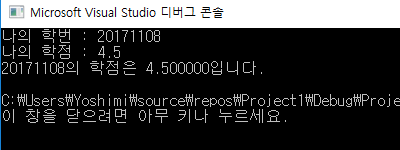 Microsoft Visual Studio 디버그 콘솔
나의 학번 : 20171108
나의 학점 : 4.5
20171108의 학점은 4.500000입니다.
C:₩Users₩Yoshimi₩source₩repos₩Project1₩Debug₩Proje
이 창을 닫으려면 아무 키나 누르세요.